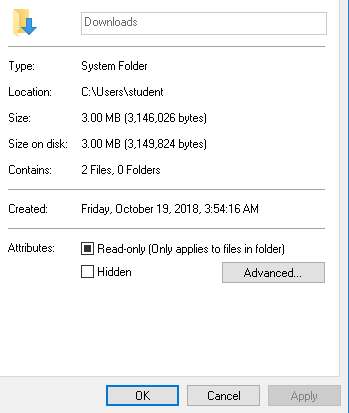 Downloads
Type: System Folder
Location: C:\Users\student
Size: 3.00 MB (3,146,026 bytes)
Size on disk: 3.00 MB (3,149,824 bytes)
Contains: 2 Files, 0 Folders
Created: Friday, October 19, 2018, 3:54:16 AM
Attributes: Read-only (Only applies to files in folder)
Hidden Advanced...
OK Cancel Apply